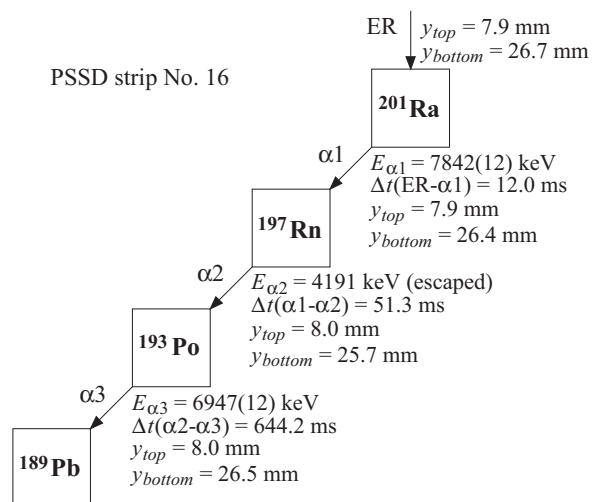 ER
y_top = 7.9 mm
y_bottom = 26.7 mm
PSSD strip No. 16
²⁰¹Ra
α1
E_α1 = 7842(12) keV
Δt(ER-α1) = 12.0 ms
y_top = 7.9 mm
y_bottom = 26.4 mm
¹⁹⁷Rn
α2
E_α2 = 4191 keV (escaped)
Δt(α1-α2) = 51.3 ms
y_top = 8.0 mm
y_bottom = 25.7 mm
¹⁹³Po
α3
E_α3 = 6947(12) keV
Δt(α2-α3) = 644.2 ms
y_top = 8.0 mm
y_bottom = 26.5 mm
¹⁸⁹Pb